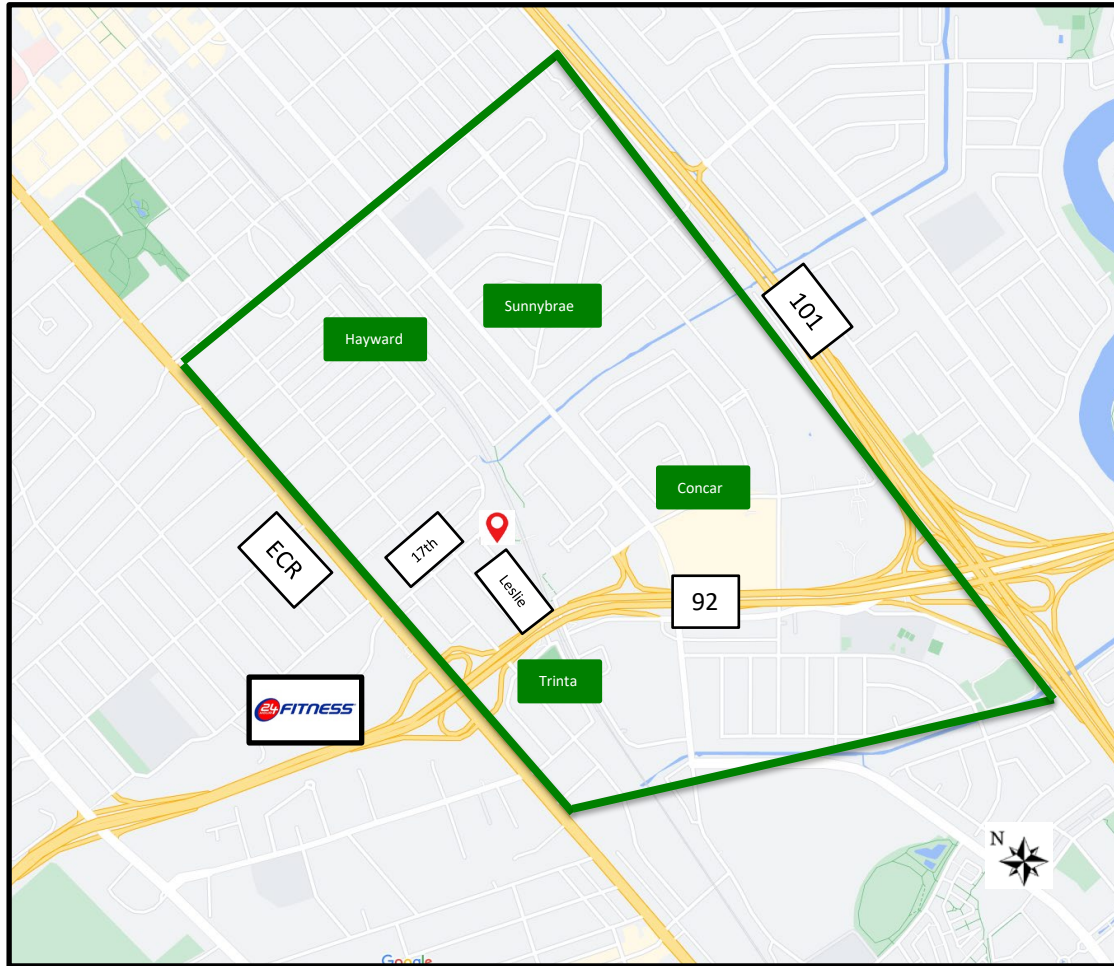 Sunnybrae
101
Hayward
Concar
17th
ECR
Leslie
92
Trinta
24 FITNESS
N
Google